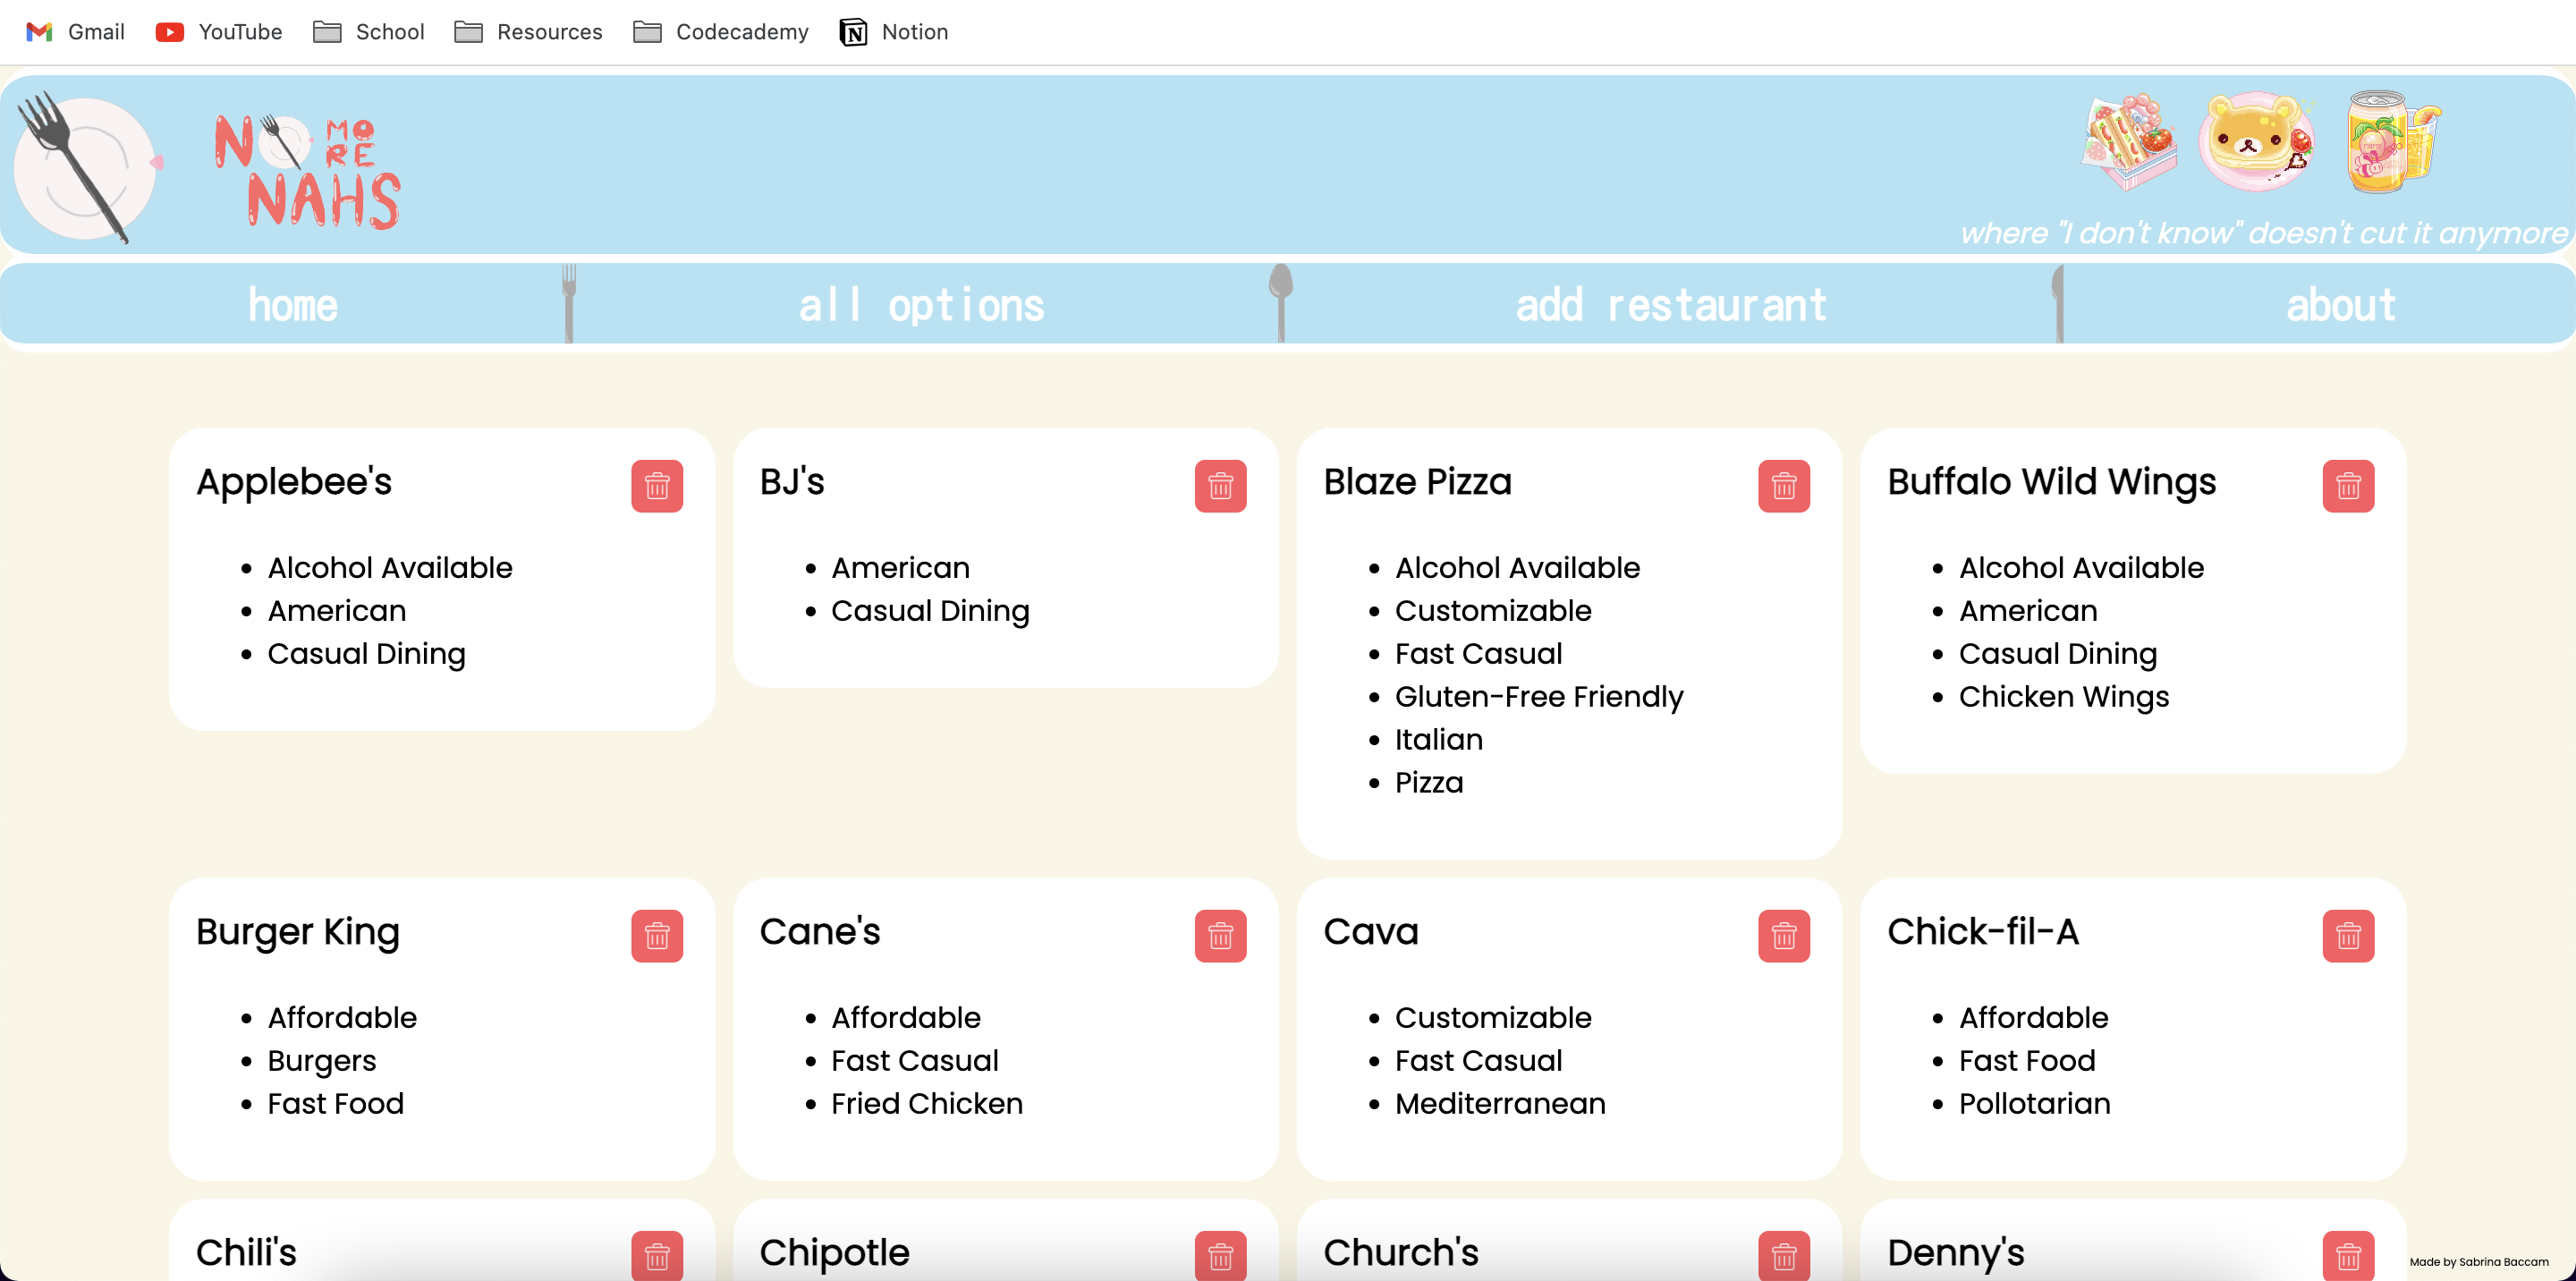 Gmail YouTube School Resources Codecademy Notion
NO MORE
NAHS
where "I don't know" doesn't cut it anymore
home all options add restaurant about
Applebee's
Alcohol Available
American
Casual Dining
BJ's
American
Casual Dining
Blaze Pizza
Alcohol Available
Customizable
Fast Casual
Gluten-Free Friendly
Italian
Pizza
Buffalo Wild Wings
Alcohol Available
American
Casual Dining
Chicken Wings
Burger King
Affordable
Burgers
Fast Food
Cane's
Affordable
Fast Casual
Fried Chicken
Cava
Customizable
Fast Casual
Mediterranean
Chick-fil-A
Affordable
Fast Food
Pollotarian
Chili's
Chipotle
Church's
Denny's
Made by Sabrina Baccam